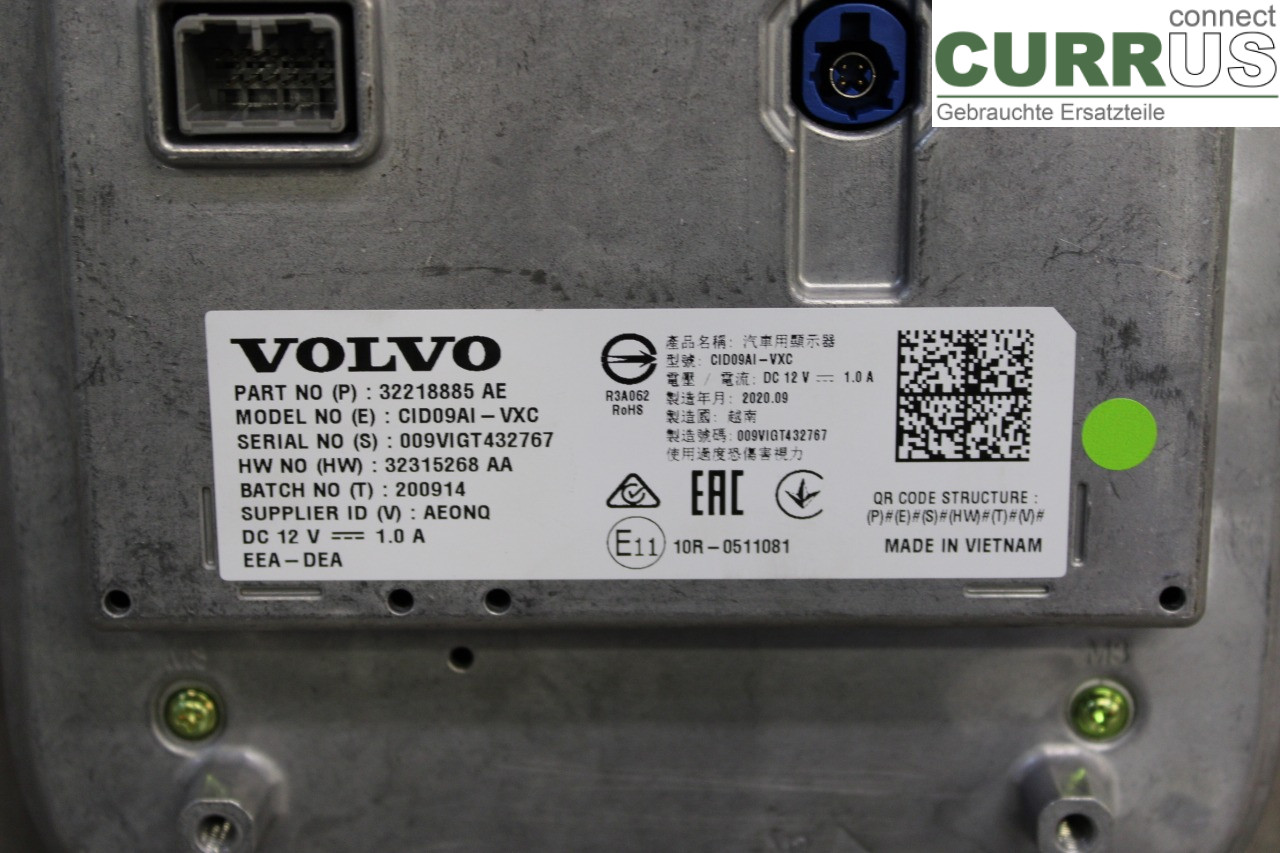 connect
CURRUS
Gebrauchte Ersatzteile
VOLVO
PART NO (P) : 32218885 AE
MODEL NO (E) : CID09AI-VXC
SERIAL NO (S) : 009VIGT432767
HW NO (HW) : 32315268 AA
BATCH NO (T) : 200914
SUPPLIER ID (V) : AEONQ
DC 12 V ⎓ 1.0 A
EEA-DEA
R3A062
RoHS
產品名稱: 汽車用顯示器
型號: CID09AI-VXC
電壓 / 電流: DC 12 V ⎓ 1.0 A
製造年月: 2020.09
製造國: 越南
製造號碼: 009VIGT432767
使用過度恐傷害視力
EAC
E11
10R-0511081
QR CODE STRUCTURE :
(P)#(E)#(S)#(HW)#(T)#(V)#
MADE IN VIETNAM
M3